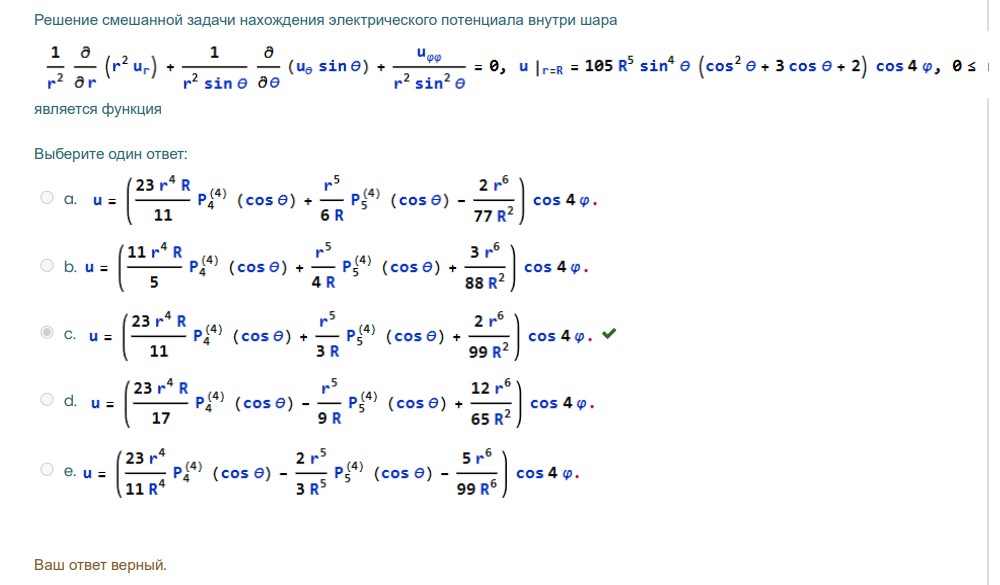 Решение смешанной задачи нахождения электрического потенциала внутри шара
1/r² ∂/∂r (r² uᵣ) + 1/(r² sin θ) ∂/∂θ (u_θ sin θ) + u_φφ/(r² sin² θ) = 0, u |r=R = 105 R⁵ sin⁴ θ (cos² θ + 3 cos θ + 2) cos 4 φ, 0 ≤
является функция
Выберите один ответ:
a. u = (23 r⁴ R/11 P₄⁽⁴⁾ (cos θ) + r⁵/6 R P₅⁽⁴⁾ (cos θ) - 2 r⁶/77 R²) cos 4 φ.
b. u = (11 r⁴ R/5 P₄⁽⁴⁾ (cos θ) + r⁵/4 R P₅⁽⁴⁾ (cos θ) + 3 r⁶/88 R²) cos 4 φ.
c. u = (23 r⁴ R/11 P₄⁽⁴⁾ (cos θ) + r⁵/3 R P₅⁽⁴⁾ (cos θ) + 2 r⁶/99 R²) cos 4 φ. ✔
d. u = (23 r⁴ R/17 P₄⁽⁴⁾ (cos θ) - r⁵/9 R P₅⁽⁴⁾ (cos θ) + 12 r⁶/65 R²) cos 4 φ.
e. u = (23 r⁴/11 R⁴ P₄⁽⁴⁾ (cos θ) - 2 r⁵/3 R⁵ P₅⁽⁴⁾ (cos θ) - 5 r⁶/99 R⁶) cos 4 φ.
Ваш ответ верный.